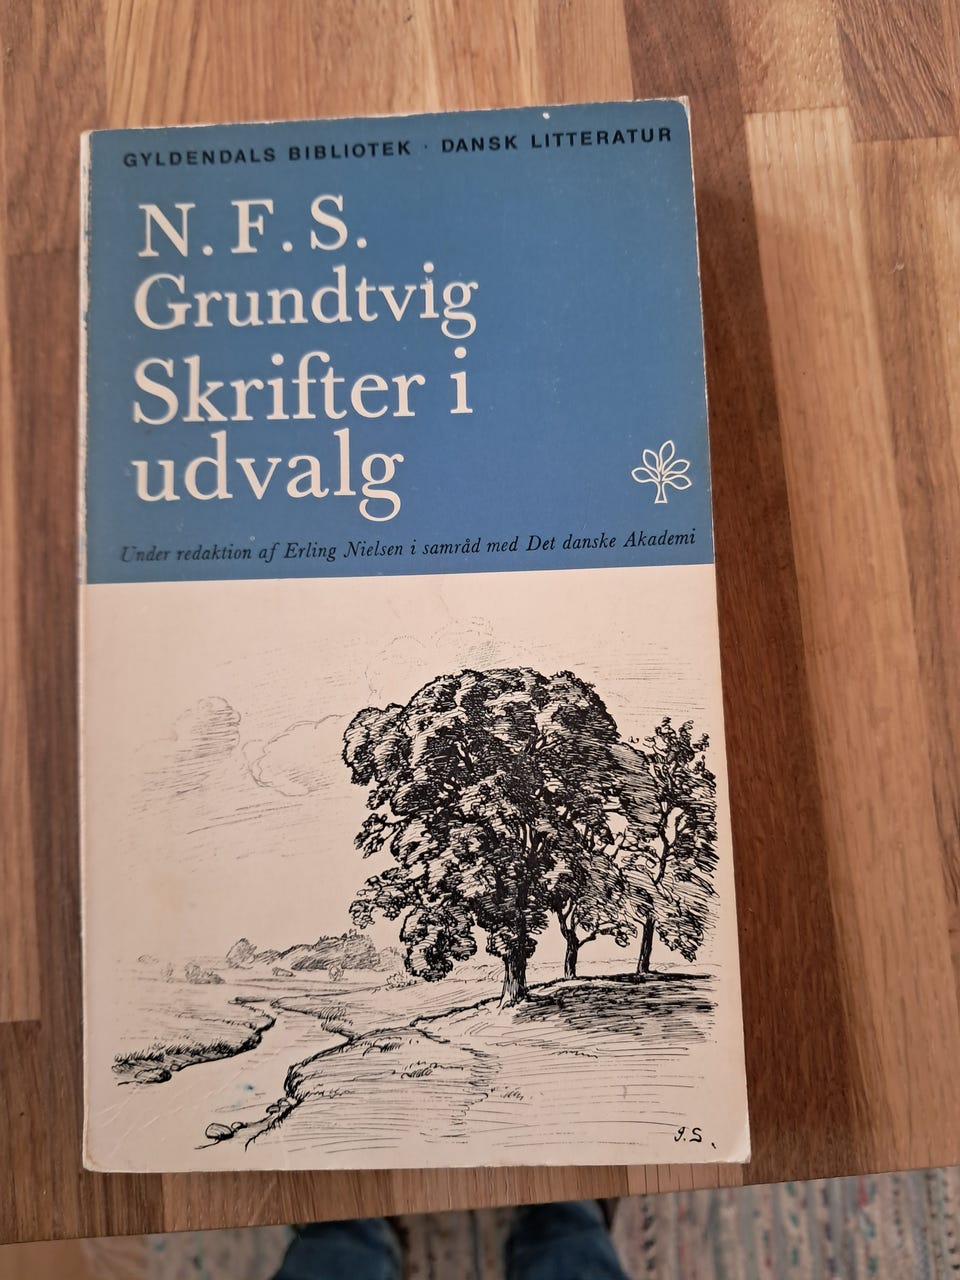 GYLDENDALS BIBLIOTEK · DANSK LITTERATUR
N. F. S.
Grundtvig
Skrifter i
udvalg
Under redaktion af Erling Nielsen i samråd med Det danske Akademi